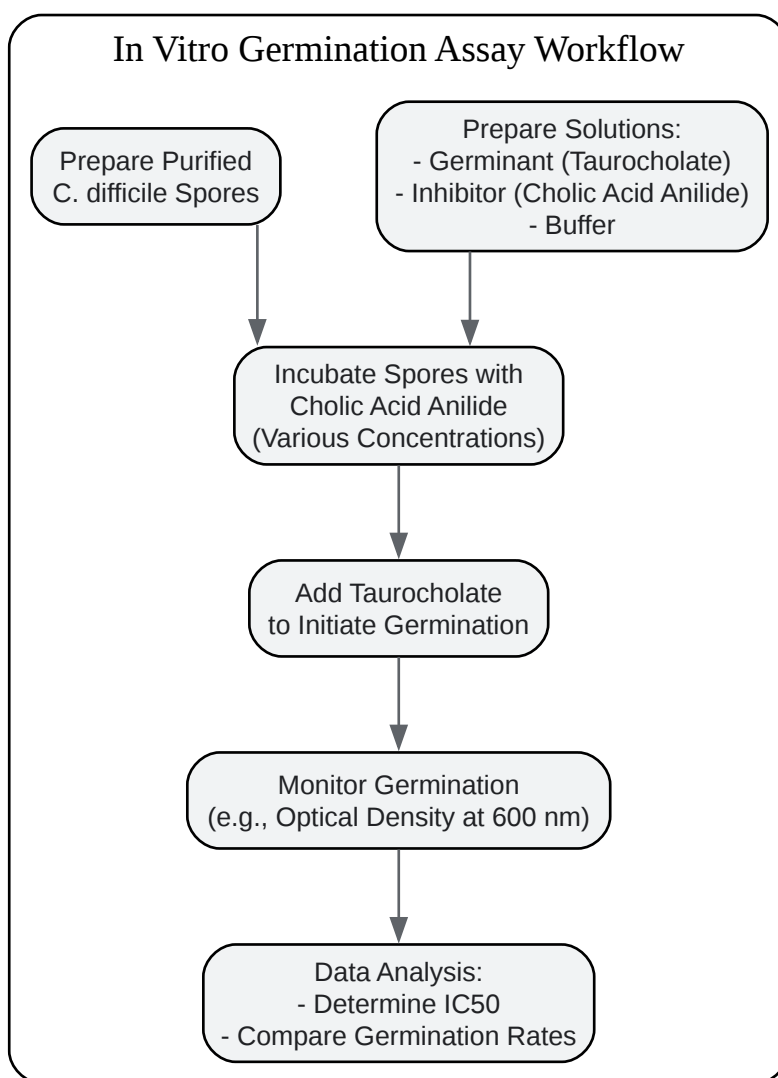 In Vitro Germination Assay Workflow
Prepare Purified
C. difficile Spores
Prepare Solutions:
- Germinant (Taurocholate)
- Inhibitor (Cholic Acid Anilide)
- Buffer
Incubate Spores with
Cholic Acid Anilide
(Various Concentrations)
Add Taurocholate
to Initiate Germination
Monitor Germination
(e.g., Optical Density at 600 nm)
Data Analysis:
- Determine IC50
- Compare Germination Rates